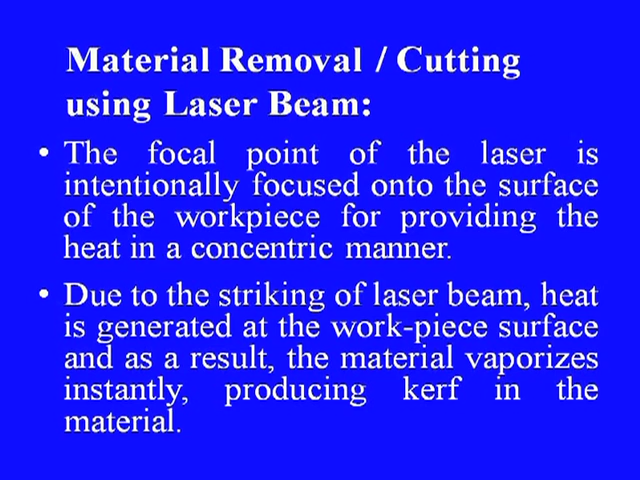 Material Removal / Cutting
using Laser Beam:
• The focal point of the laser is
intentionally focused onto the surface
of the workpiece for providing the
heat in a concentric manner.
• Due to the striking of laser beam, heat
is generated at the work-piece surface
and as a result, the material vaporizes
instantly, producing kerf in the
material.